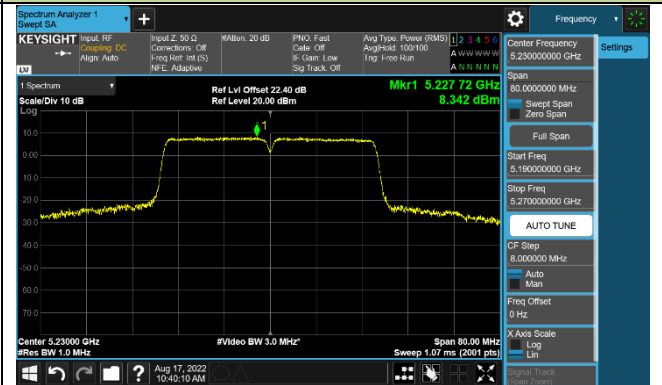 Spectrum Analyzer 1
Swept SA
Frequency
KEYSIGHT
Input: RF
Coupling: DC
Align: Auto
Input Z: 50 Ω
Corrections: Off
Freq Ref: Int (S)
NFE: Adaptive
#Atten: 20 dB
PNO: Fast
Gate: Off
IF Gain: Low
Sig Track: Off
Avg Type: Power (RMS)
Avg|Hold: 100/100
Trig: Free Run
1 2 3 4 5 6
A W W W W W
A N N N N N
LXI
1 Spectrum
Scale/Div 10 dB
Ref Lvl Offset 22.40 dB
Ref Level 20.00 dBm
Mkr1 5.227 72 GHz
8.342 dBm
Log
1
10.0
0.00
-10.0
-20.0
-30.0
-40.0
-50.0
-60.0
-70.0
Center 5.23000 GHz
#Res BW 1.0 MHz
#Video BW 3.0 MHz*
Span 80.00 MHz
Sweep 1.07 ms (2001 pts)
Aug 17, 2022
10:40:10 AM
Settings
Center Frequency
5.230000000 GHz
Span
80.0000000 MHz
Swept Span
Zero Span
Full Span
Start Freq
5.190000000 GHz
Stop Freq
5.270000000 GHz
AUTO TUNE
CF Step
8.000000 MHz
Auto
Man
Freq Offset
0 Hz
X Axis Scale
Log
Lin
Signal Track
(Span Zoom)